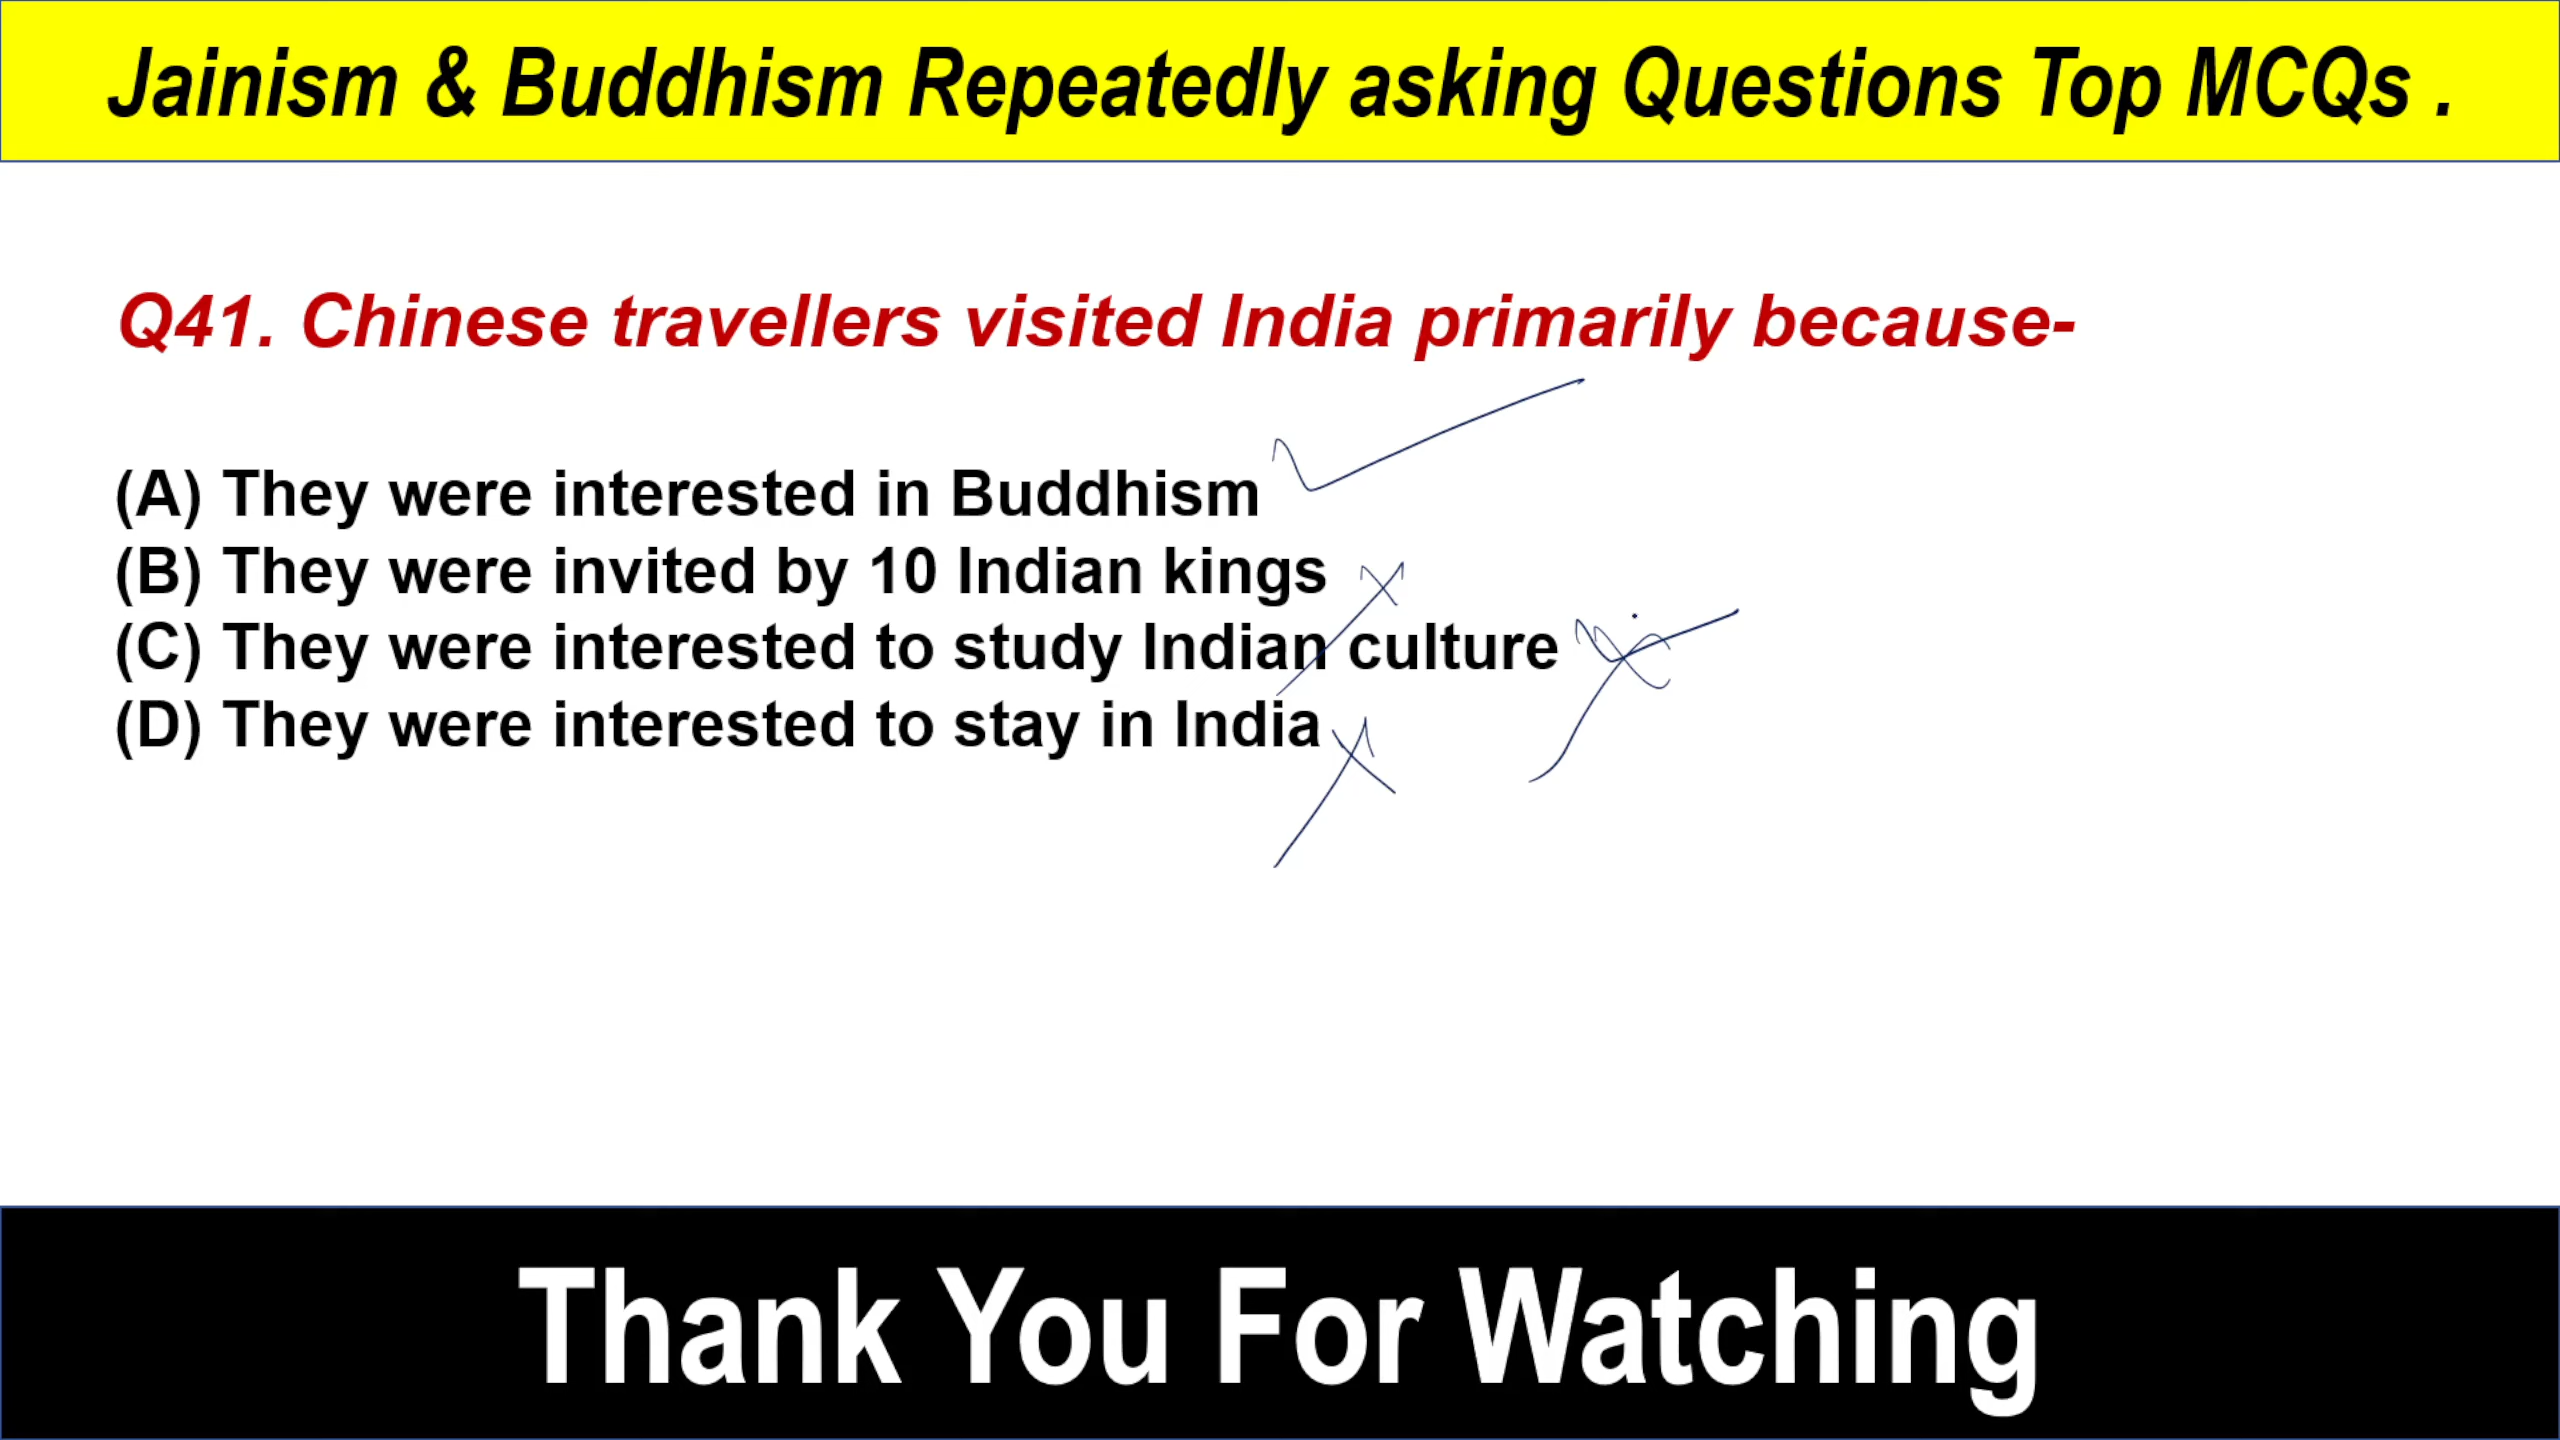 Jainism & Buddhism Repeatedly asking Questions Top MCQs .
Q41. Chinese travellers visited India primarily because-
(A) They were interested in Buddhism
(B) They were invited by 10 Indian kings
(C) They were interested to study Indian culture
(D) They were interested to stay in India
Thank You For Watching